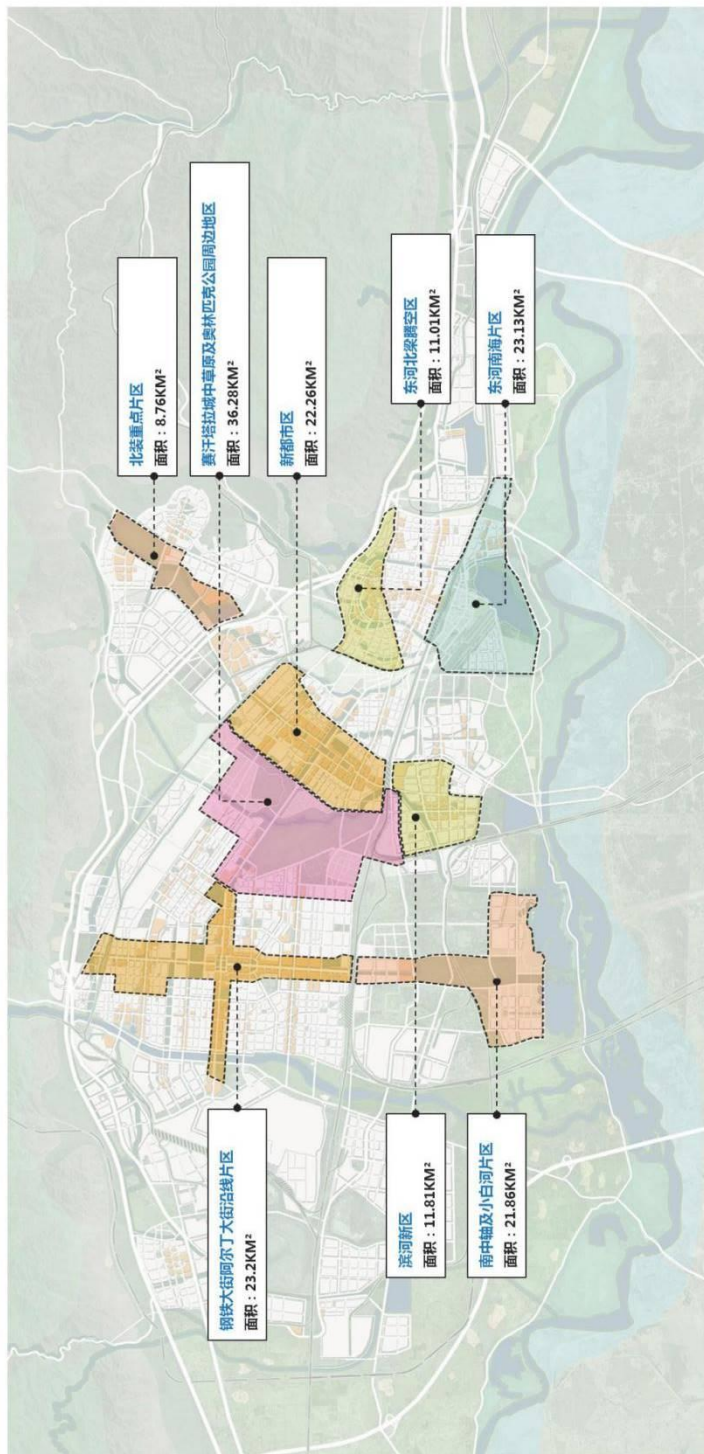 北装重点片区
面积：8.76KM²
赛汗塔拉城中草原及奥林匹克公园周边地区
面积：36.28KM²
新都市区
面积：22.26KM²
东河北梁腾空区
面积：11.01KM²
东河南海片区
面积：23.13KM²
钢铁大街阿尔丁大街沿线片区
面积：23.2KM²
滨河新区
面积：11.81KM²
南中轴及小白河片区
面积：21.86KM²